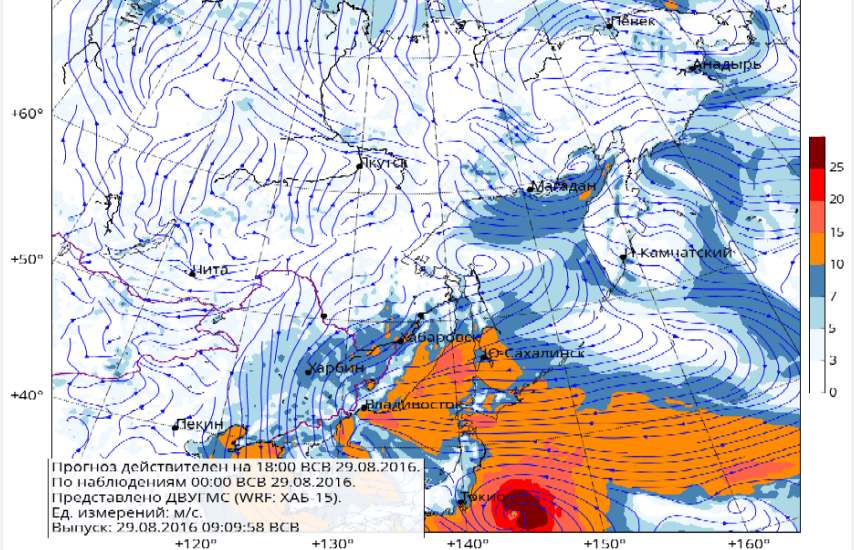 Певек
Анадырь
+60°
Якутск
Магадан
25
20
+50°
Чита
П-Камчатский
15
10
7
5
Хабаровск
Ю-Сахалинск
3
Харбин
0
+40°
Владивосток
Пекин
Прогноз действителен на 18:00 ВСВ 29.08.2016.
По наблюдениям 00:00 ВСВ 29.08.2016.
Представлено ДВУГМС (WRF: ХАБ-15).
Ед. измерений: м/с.
Выпуск: 29.08.2016 09:09:58 ВСВ
Токио
+120°
+130°
+140°
+150°
+160°